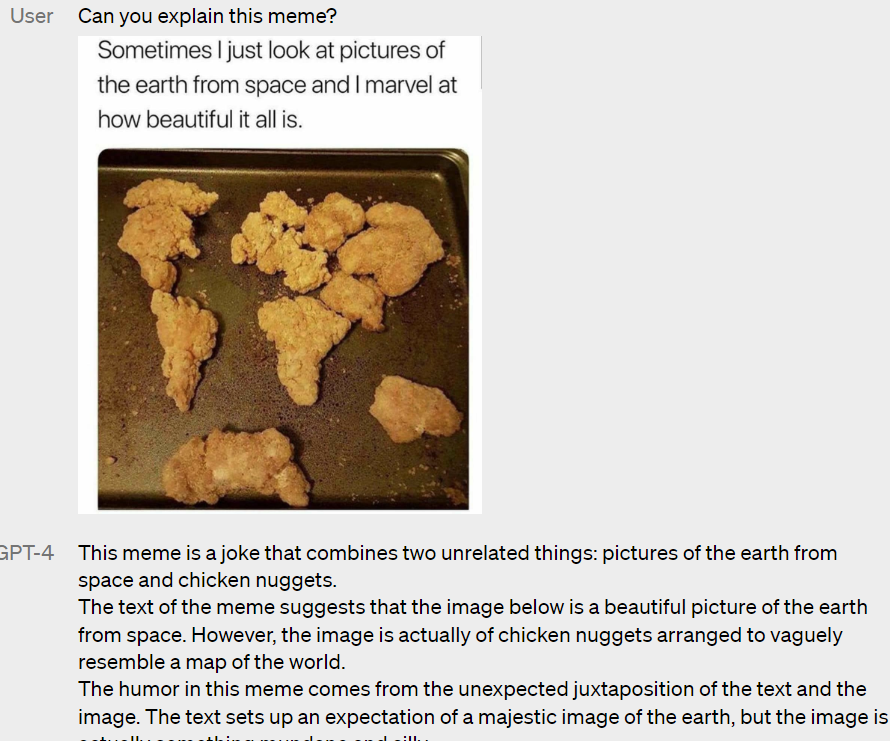 User Can you explain this meme?
Sometimes I just look at pictures of
the earth from space and I marvel at
how beautiful it all is.
GPT-4 This meme is a joke that combines two unrelated things: pictures of the earth from
space and chicken nuggets.
The text of the meme suggests that the image below is a beautiful picture of the earth
from space. However, the image is actually of chicken nuggets arranged to vaguely
resemble a map of the world.
The humor in this meme comes from the unexpected juxtaposition of the text and the
image. The text sets up an expectation of a majestic image of the earth, but the image is
actually something mundane and silly.